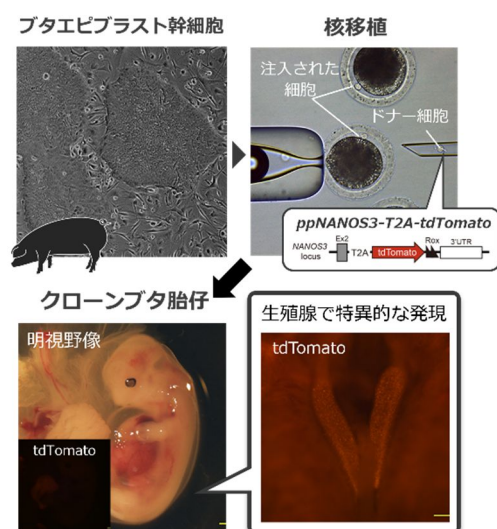 ブタエピブラスト幹細胞
核移植
注入された
細胞
ドナー細胞
ppNANOS3-T2A-tdTomato
NANOS3
locus
Ex2
T2A
tdTomato
Rox
3'UTR
クローンブタ胎仔
明視野像
tdTomato
生殖腺で特異的な発現
tdTomato